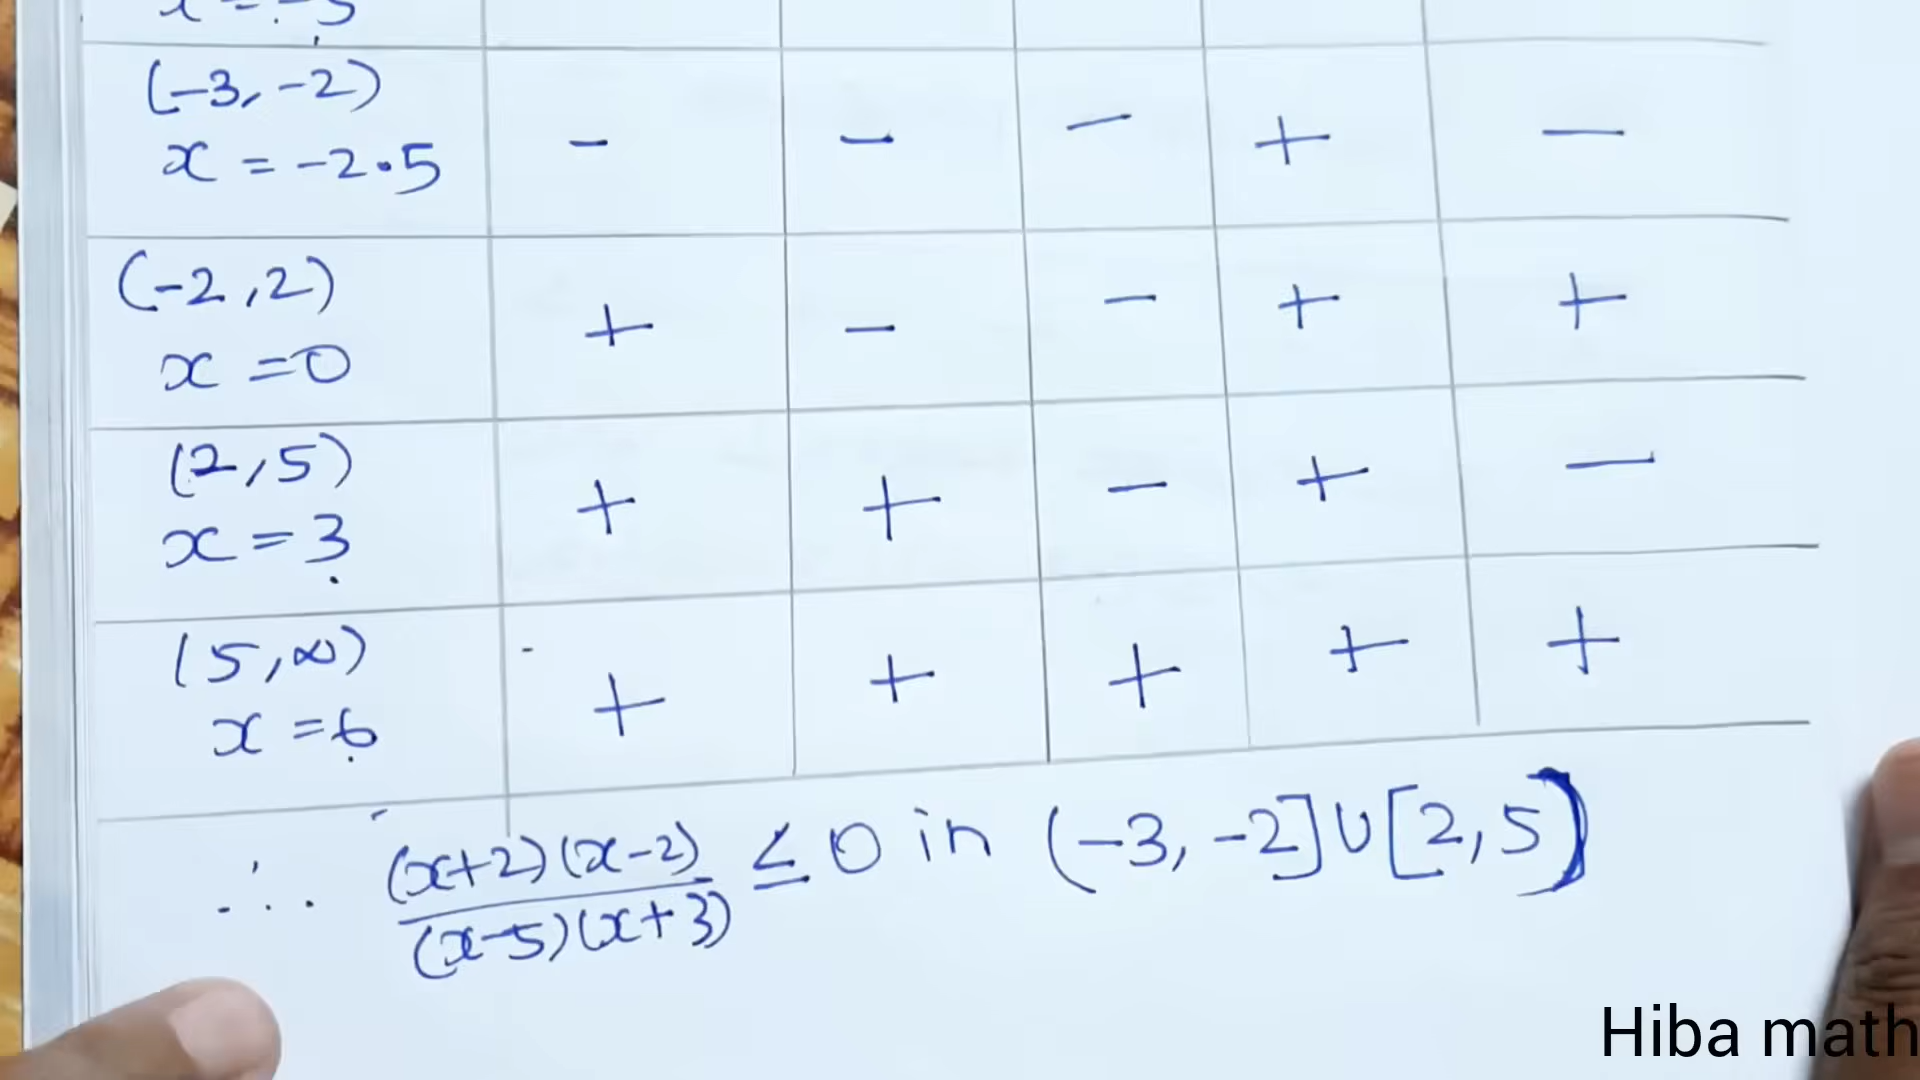 x = -5
(-3, -2)
x = -2.5
- - - + -
(-2, 2)
x = 0
+ - - + +
(2, 5)
x = 3
+ + - + -
(5, ∞)
x = 6
+ + + + +
∴ (x+2)(x-2)/(x-5)(x+3) ≤ 0 in (-3, -2] ∪ [2, 5)
Hiba math